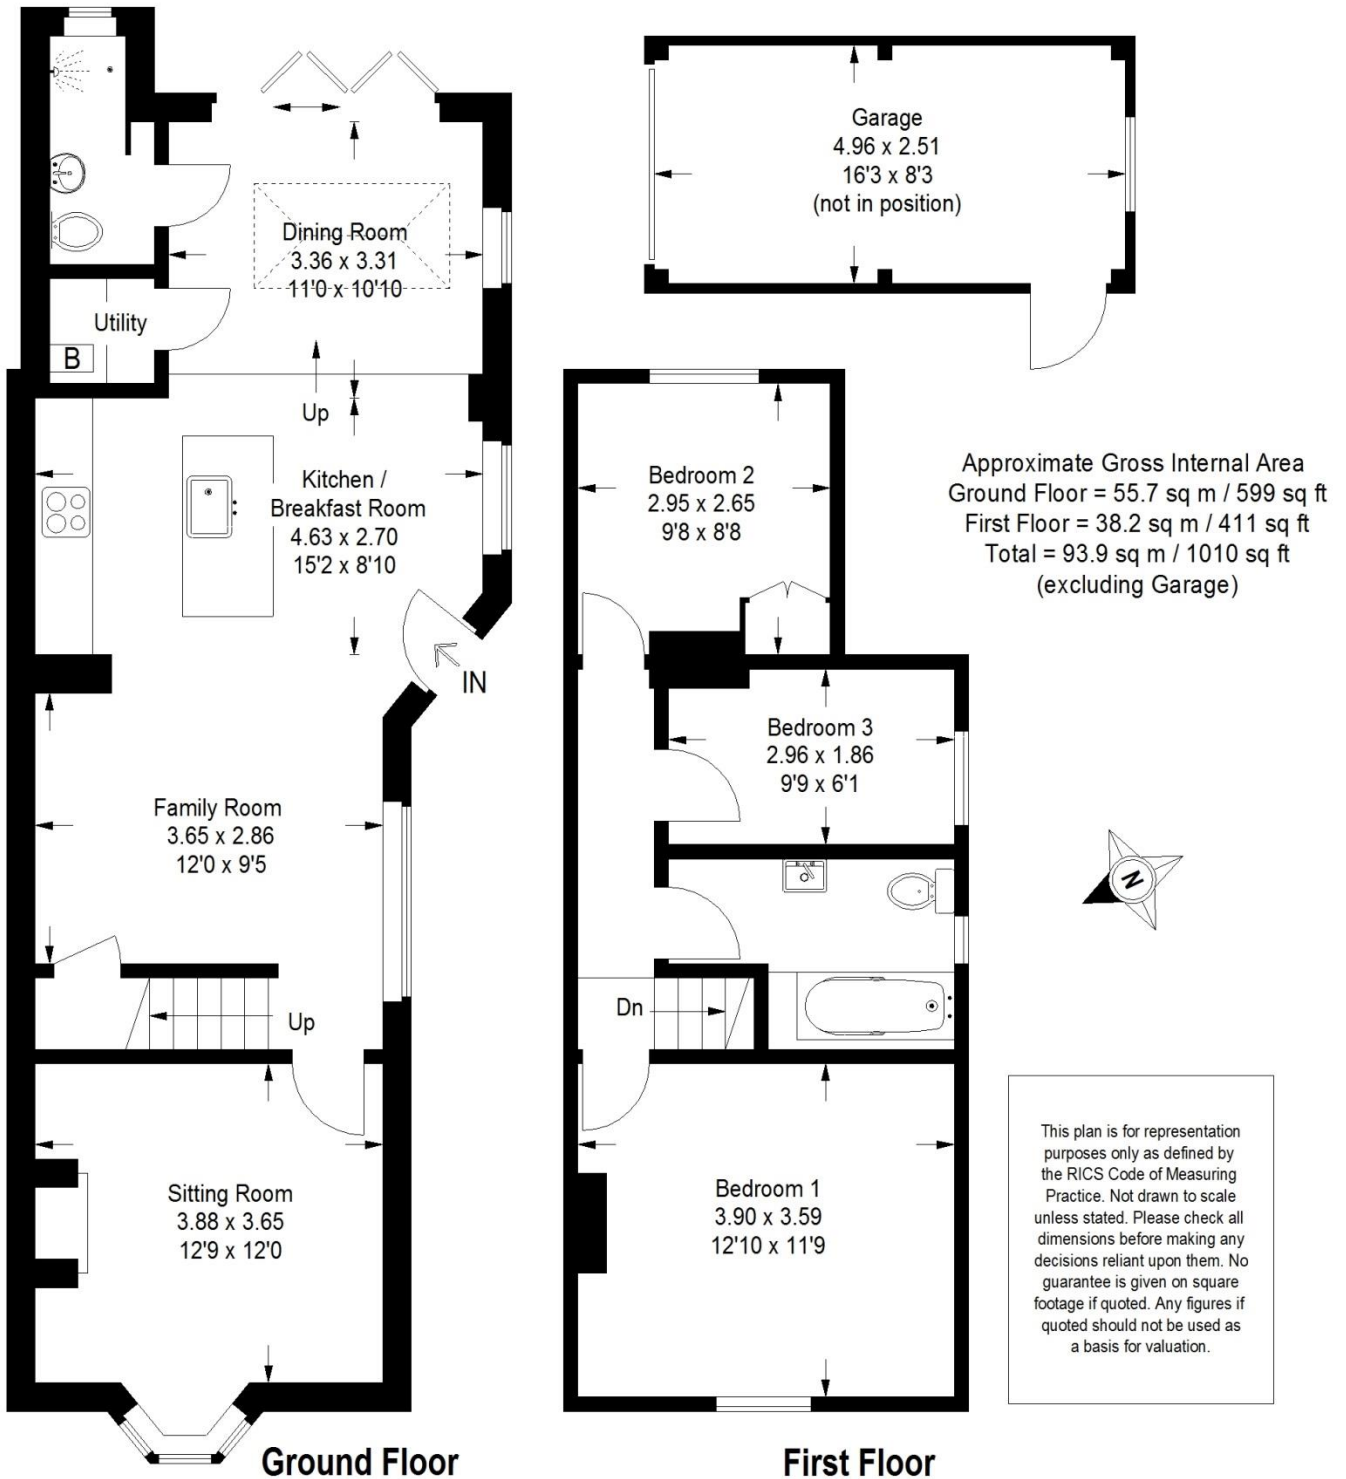 Garage
4.96 x 2.51
16'3 x 8'3
(not in position)
Dining Room
3.36 x 3.31
11'0 x 10'10
Utility
B
Up
Kitchen /
Breakfast Room
4.63 x 2.70
15'2 x 8'10
IN
Family Room
3.65 x 2.86
12'0 x 9'5
Up
Sitting Room
3.88 x 3.65
12'9 x 12'0
Ground Floor
Bedroom 2
2.95 x 2.65
9'8 x 8'8
Bedroom 3
2.96 x 1.86
9'9 x 6'1
Dn
Bedroom 1
3.90 x 3.59
12'10 x 11'9
First Floor
Approximate Gross Internal Area
Ground Floor = 55.7 sq m / 599 sq ft
First Floor = 38.2 sq m / 411 sq ft
Total = 93.9 sq m / 1010 sq ft
(excluding Garage)
N
This plan is for representation
purposes only as defined by
the RICS Code of Measuring
Practice. Not drawn to scale
unless stated. Please check all
dimensions before making any
decisions reliant upon them. No
guarantee is given on square
footage if quoted. Any figures if
quoted should not be used as
a basis for valuation.